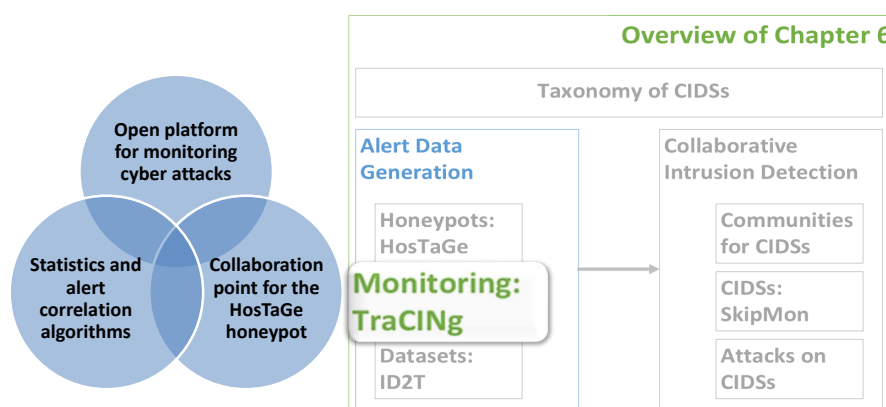 Open platform
for monitoring
cyber attacks
Statistics and
alert
correlation
algorithms
Collaboration
point for the
HosTaGe
honeypot
Overview of Chapter 6
Taxonomy of CIDSs
Alert Data
Generation
Honeypots:
HosTaGe
Monitoring:
TraCINg
Datasets:
ID2T
Collaborative
Intrusion Detection
Communities
for CIDSs
CIDSs:
SkipMon
Attacks on
CIDSs